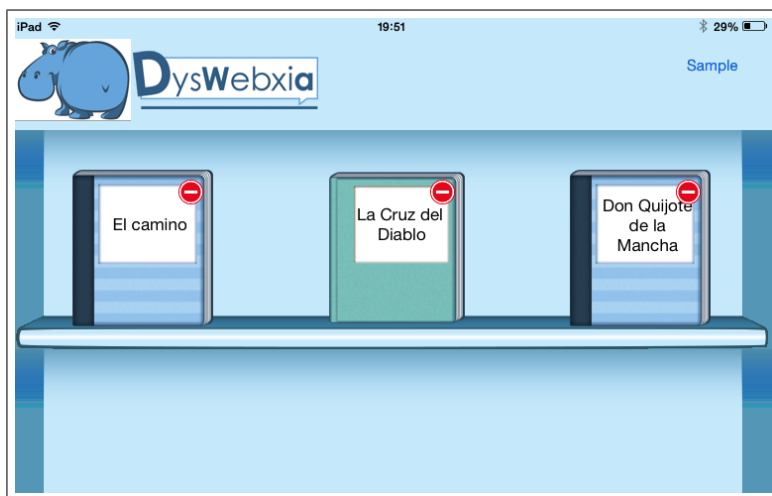 iPad 19:51 29%
DysWebxia
Sample
El camino
La Cruz del
Diablo
Don Quijote
de la
Mancha